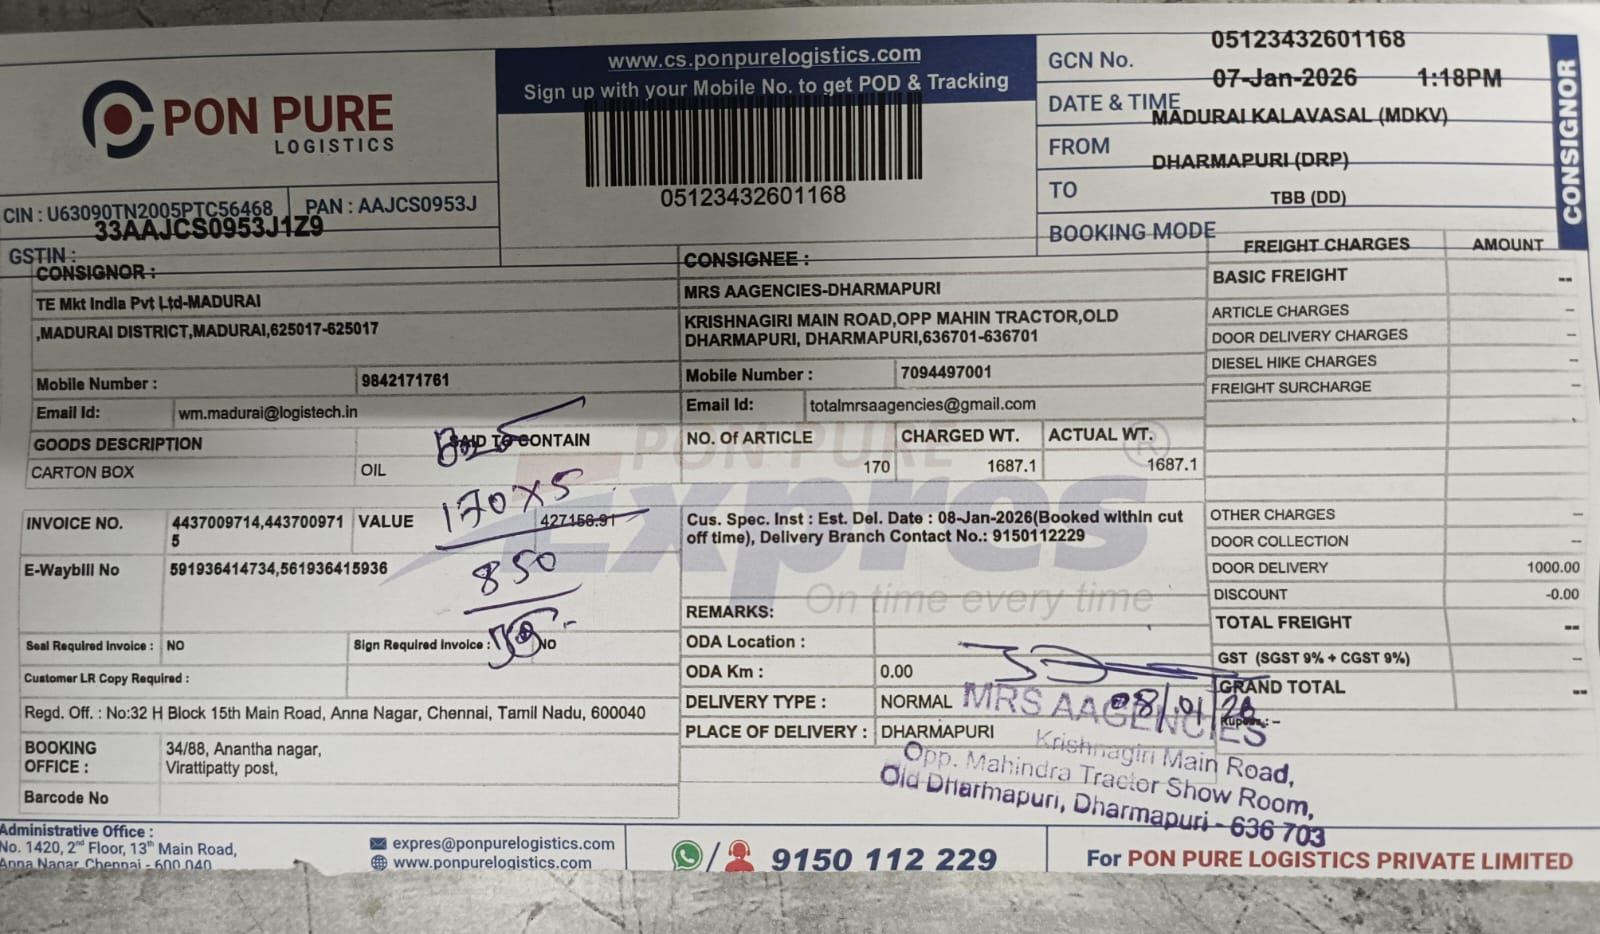 PON PURE
LOGISTICS
CIN : U63090TN2005PTC56468
PAN : AAJCS0953J
GSTIN :
33AAJCS0953J1Z9
www.cs.ponpurelogistics.com
Sign up with your Mobile No. to get POD & Tracking
05123432601168
GCN No.
05123432601168
DATE & TIME
07-Jan-2026 1:18PM
FROM
MADURAI KALAVASAL (MDKV)
TO
DHARMAPURI (DRP)
BOOKING MODE
TBB (DD)
CONSIGNOR
CONSIGNOR :
TE Mkt India Pvt Ltd-MADURAI
,MADURAI DISTRICT,MADURAI,625017-625017
Mobile Number : 9842171761
Email Id: wm.madurai@logistech.in
CONSIGNEE :
MRS AAGENCIES-DHARMAPURI
KRISHNAGIRI MAIN ROAD,OPP MAHIN TRACTOR,OLD
DHARMAPURI, DHARMAPURI,636701-636701
Mobile Number : 7094497001
Email Id: totalmrsaagencies@gmail.com
FREIGHT CHARGES AMOUNT
BASIC FREIGHT --
ARTICLE CHARGES –
DOOR DELIVERY CHARGES –
DIESEL HIKE CHARGES –
FREIGHT SURCHARGE –
GOODS DESCRIPTION SAID TO CONTAIN NO. Of ARTICLE CHARGED WT. ACTUAL WT.
CARTON BOX OIL 170 1687.1 1687.1
PON PURE ®
Expres
On time every time
170 X 5
850
INVOICE NO. 4437009714,443700971
5
VALUE 427156.91
E-Waybill No 591936414734,561936415936
Seal Required Invoice : NO
Sign Required Invoice : NO
Customer LR Copy Required :
Regd. Off. : No:32 H Block 15th Main Road, Anna Nagar, Chennai, Tamil Nadu, 600040
BOOKING
OFFICE :
34/88, Anantha nagar,
Virattipatty post,
Barcode No
Cus. Spec. Inst : Est. Del. Date : 08-Jan-2026(Booked within cut
off time), Delivery Branch Contact No.: 9150112229
REMARKS:
ODA Location :
ODA Km : 0.00
DELIVERY TYPE : NORMAL
PLACE OF DELIVERY : DHARMAPURI
OTHER CHARGES –
DOOR COLLECTION –
DOOR DELIVERY 1000.00
DISCOUNT -0.00
TOTAL FREIGHT --
GST (SGST 9% + CGST 9%) –
GRAND TOTAL --
Rupees : –
08/01/26
MRS AAGENCIES
Krishnagiri Main Road,
Opp. Mahindra Tractor Show Room,
Old Dharmapuri, Dharmapuri - 636 703
Administrative Office :
No. 1420, 2nd Floor, 13th Main Road,
Anna Nagar, Chennai - 600 040
expres@ponpurelogistics.com
www.ponpurelogistics.com
9150 112 229
For PON PURE LOGISTICS PRIVATE LIMITED